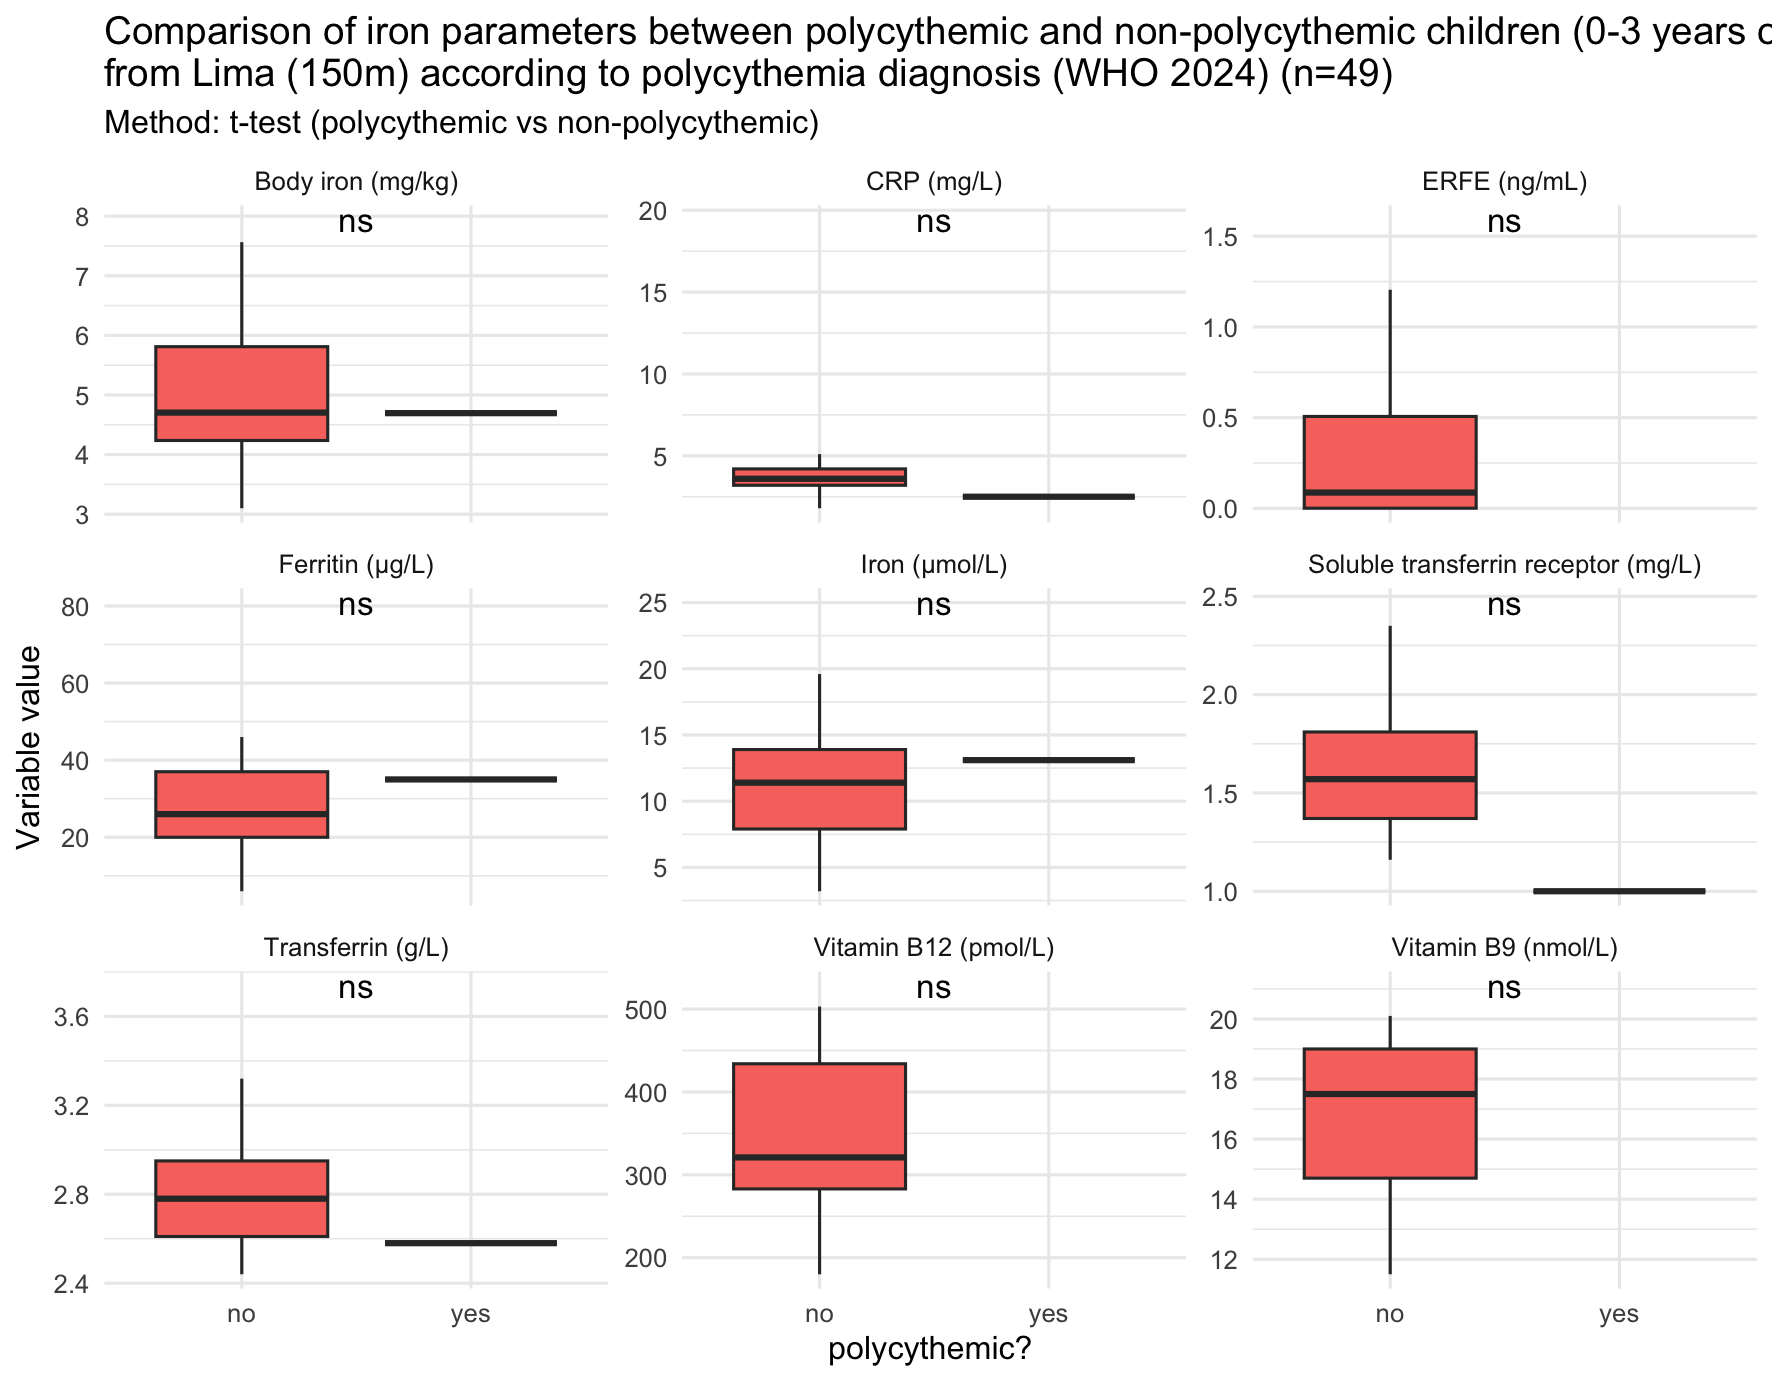 Comparison of iron parameters between polycythemic and non-polycythemic children (0-3 years
from Lima (150m) according to polycythemia diagnosis (WHO 2024) (n=49)
Method: t-test (polycythemic vs non-polycythemic)
Body iron (mg/kg)
CRP (mg/L)
ERFE (ng/mL)
ns
ns
ns
8
7
6
5
4
3
20
15
10
5
1.5
1.0
0.5
0.0
Variable value
Ferritin (µg/L)
Iron (µmol/L)
Soluble transferrin receptor (mg/L)
ns
ns
ns
80
60
40
20
25
20
15
10
5
2.5
2.0
1.5
1.0
Transferrin (g/L)
Vitamin B12 (pmol/L)
Vitamin B9 (nmol/L)
ns
ns
ns
3.6
3.2
2.8
2.4
500
400
300
200
20
18
16
14
12
no yes
no yes
no yes
polycythemic?